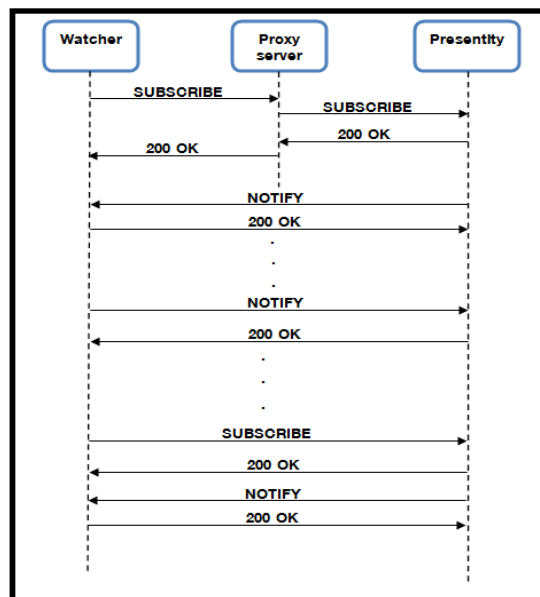 Watcher
Proxy
server
Presentity
SUBSCRIBE
SUBSCRIBE
200 OK
200 OK
NOTIFY
200 OK
NOTIFY
200 OK
SUBSCRIBE
200 OK
NOTIFY
200 OK